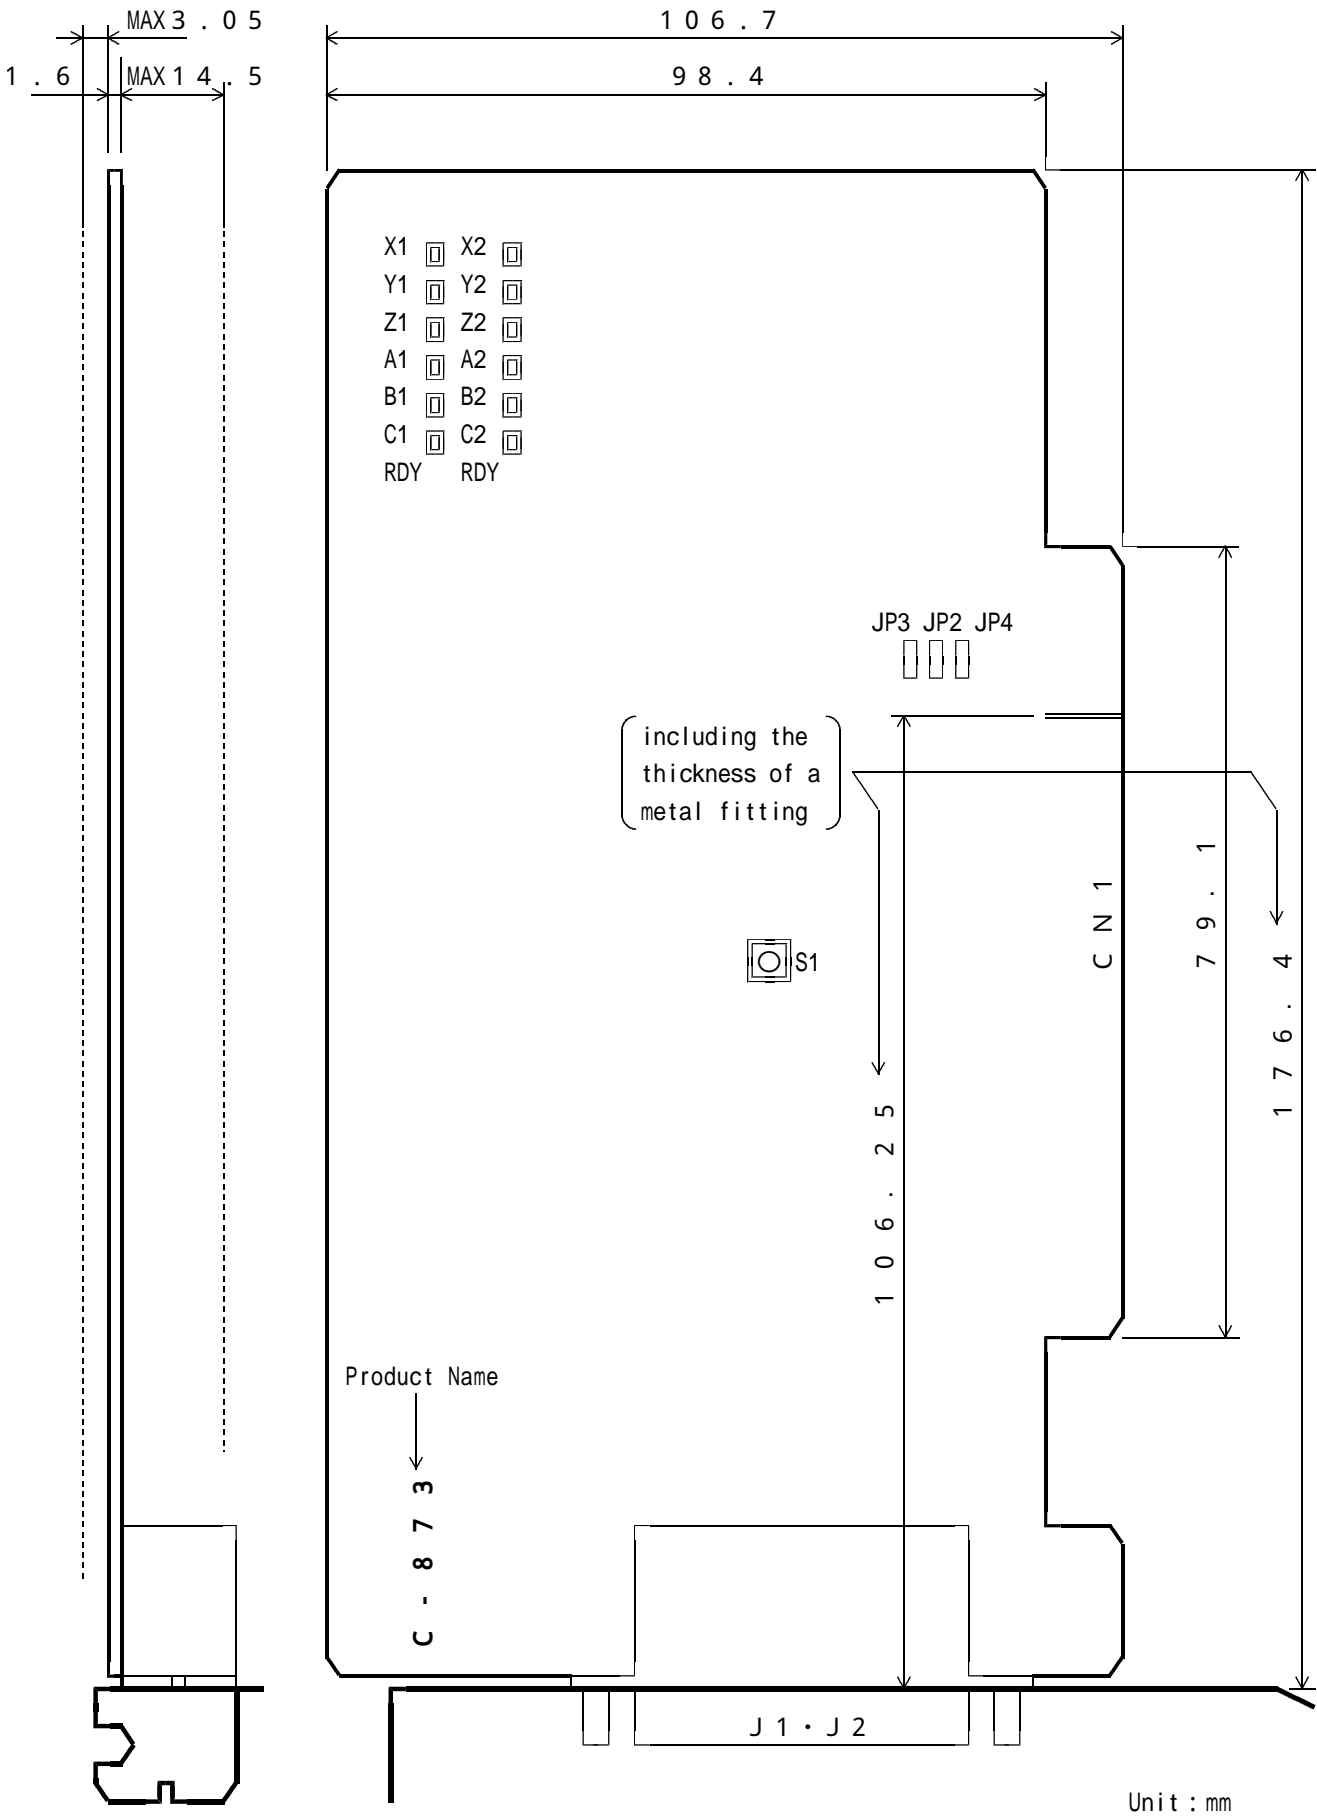 MAX3.05
106.7
1.6
MAX14.5
98.4
X1 X2
Y1 Y2
Z1 Z2
A1 A2
B1 B2
C1 C2
RDY RDY
JP3 JP2 JP4
including the
thickness of a
metal fitting
CN1
79.1
176.4
S1
106.25
Product Name
C-873
J1・J2
Unit:mm